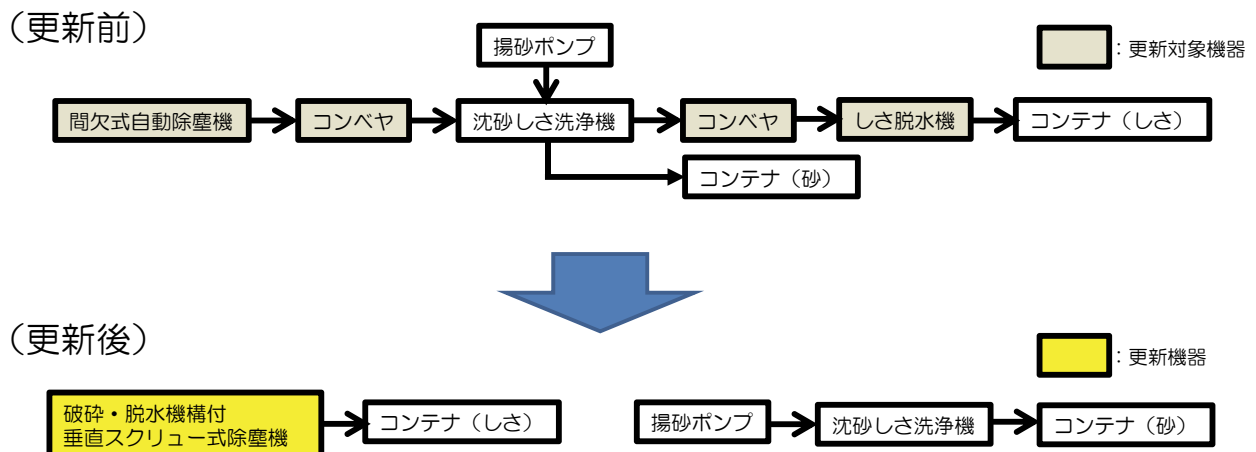 （更新前）
揚砂ポンプ
：更新対象機器
間欠式自動除塵機
コンベヤ
沈砂しさ洗浄機
コンベヤ
しさ脱水機
コンテナ（しさ）
コンテナ（砂）
（更新後）
：更新機器
破砕・脱水機構付
垂直スクリュー式除塵機
コンテナ（しさ）
揚砂ポンプ
沈砂しさ洗浄機
コンテナ（砂）